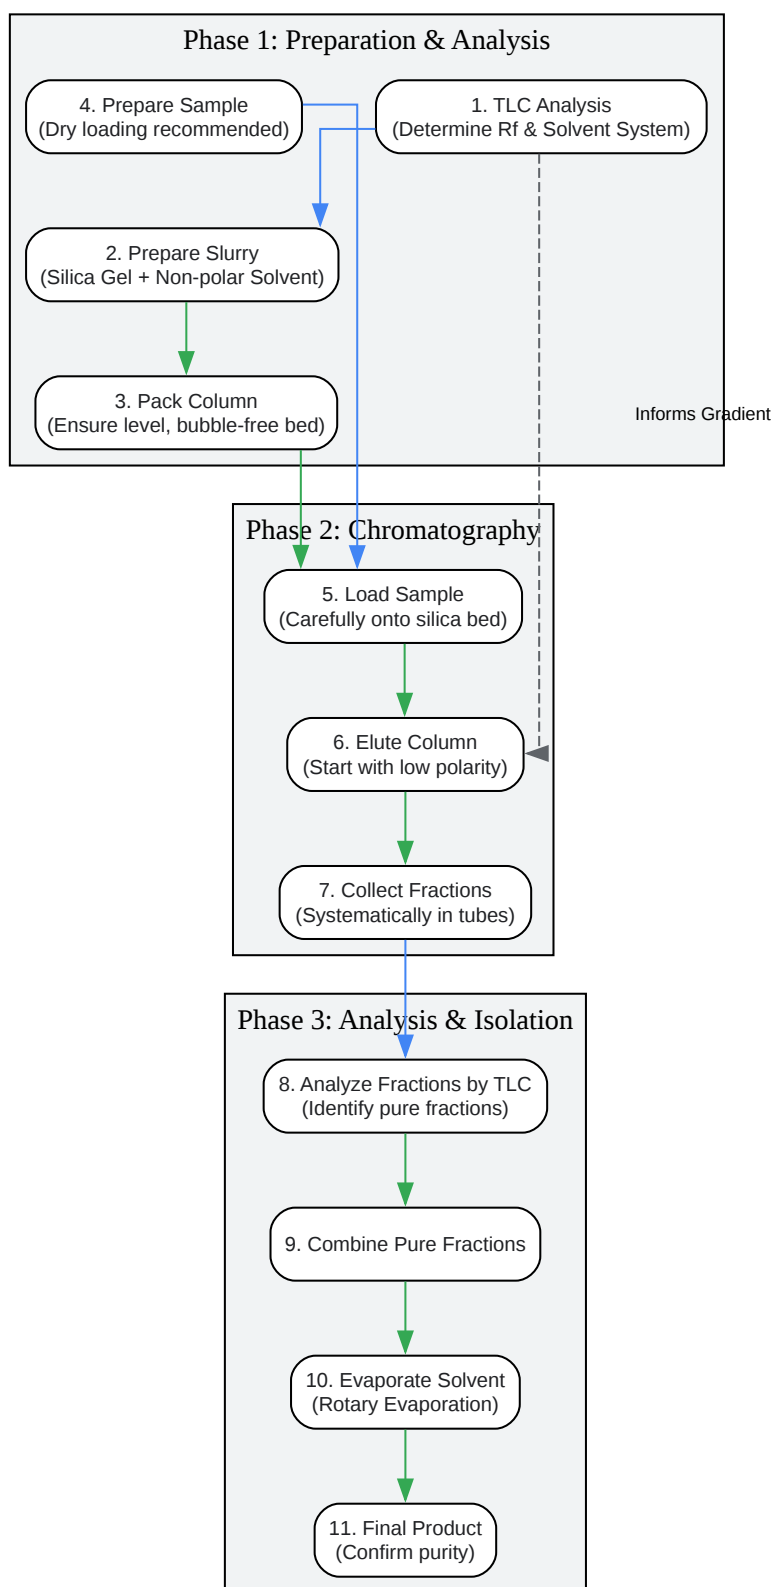 Phase 1: Preparation & Analysis
4. Prepare Sample
(Dry loading recommended)
1. TLC Analysis
(Determine Rf & Solvent System)
2. Prepare Slurry
(Silica Gel + Non-polar Solvent)
3. Pack Column
(Ensure level, bubble-free bed)
Informs Gradient
Phase 2: Chromatography
5. Load Sample
(Carefully onto silica bed)
6. Elute Column
(Start with low polarity)
7. Collect Fractions
(Systematically in tubes)
Phase 3: Analysis & Isolation
8. Analyze Fractions by TLC
(Identify pure fractions)
9. Combine Pure Fractions
10. Evaporate Solvent
(Rotary Evaporation)
11. Final Product
(Confirm purity)